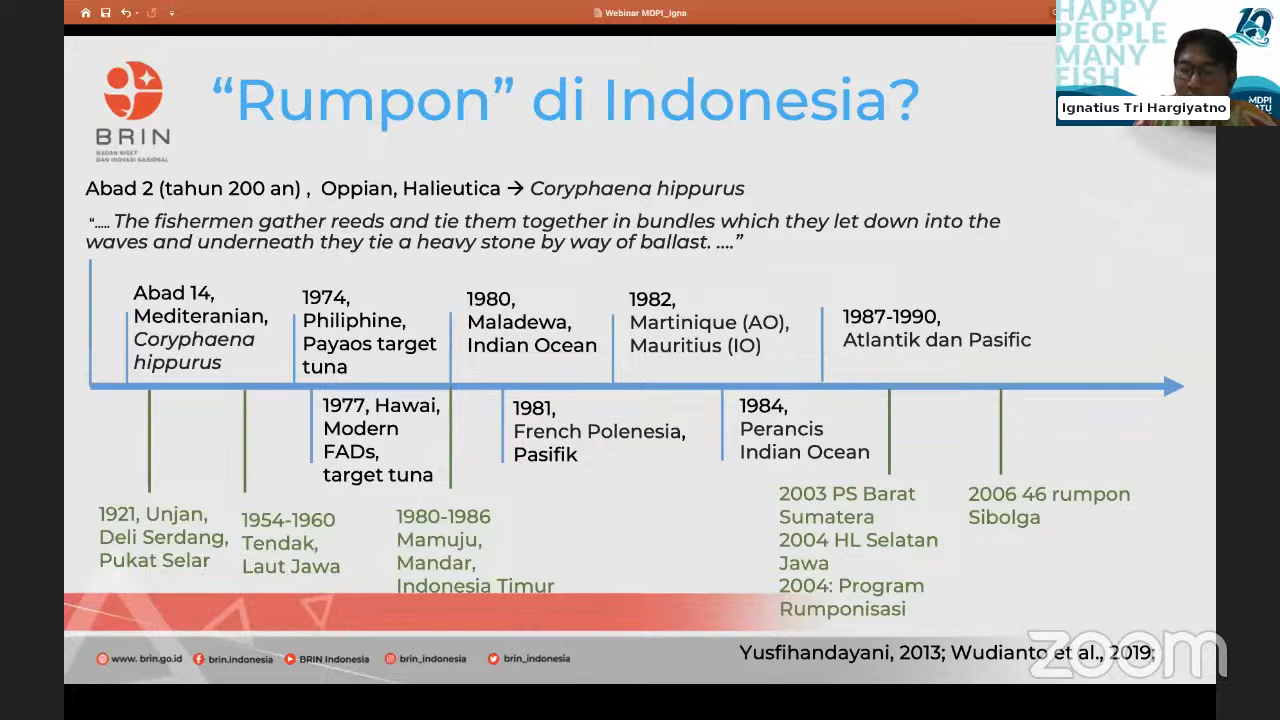 Webinar MDPI_Igna
HAPPY
PEOPLE
MANY
FISH
MDPI
SATU
Ignatius Tri Hargiyatno
BRIN
BADAN RISET
DAN INOVASI NASIONAL
“Rumpon” di Indonesia?
Abad 2 (tahun 200 an) , Oppian, Halieutica → Coryphaena hippurus
“..... The fishermen gather reeds and tie them together in bundles which they let down into the
waves and underneath they tie a heavy stone by way of ballast. ....”
Abad 14,
Mediteranian,
Coryphaena
hippurus
1974,
Philiphine,
Payaos target
tuna
1980,
Maladewa,
Indian Ocean
1982,
Martinique (AO),
Mauritius (IO)
1987-1990,
Atlantik dan Pasific
1977, Hawai,
Modern
FADs,
target tuna
1981,
French Polenesia,
Pasifik
1984,
Perancis
Indian Ocean
1921, Unjan,
Deli Serdang,
Pukat Selar
1954-1960
Tendak,
Laut Jawa
1980-1986
Mamuju,
Mandar,
Indonesia Timur
2003 PS Barat
Sumatera
2004 HL Selatan
Jawa
2004: Program
Rumponisasi
2006 46 rumpon
Sibolga
www. brin.go.id
brin.indonesia
BRIN Indonesia
brin_indonesia
brin_indonesia
Yusfihandayani, 2013; Wudianto et al., 2019;
zoom